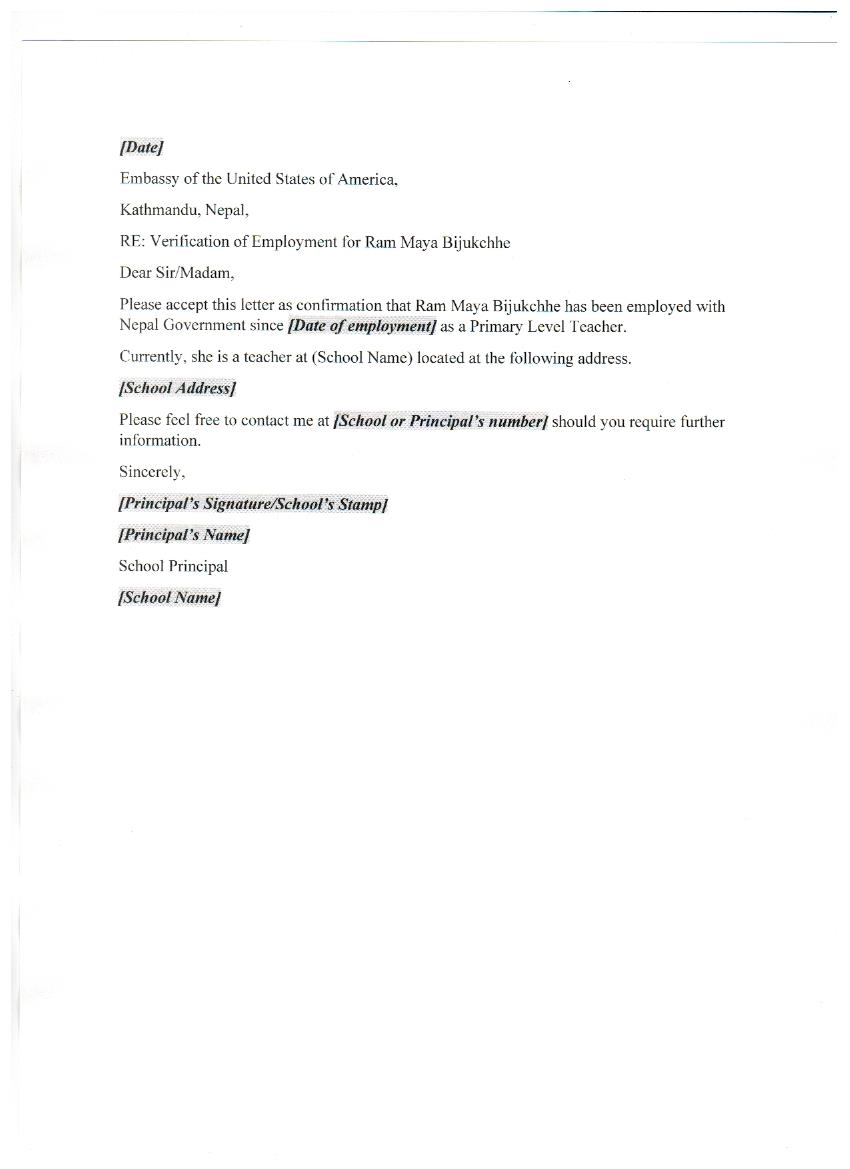 [Date]
Embassy of the United States of America,
Kathmandu, Nepal,
RE: Verification of Employment for Ram Maya Bijukchhe
Dear Sir/Madam,
Please accept this letter as confirmation that Ram Maya Bijukchhe has been employed with
Nepal Government since [Date of employment] as a Primary Level Teacher.
Currently, she is a teacher at (School Name) located at the following address.
[School Address]
Please feel free to contact me at [School or Principal's number] should you require further
information.
Sincerely,
[Principal's Signature/School's Stamp]
[Principal's Name]
School Principal
[School Name]